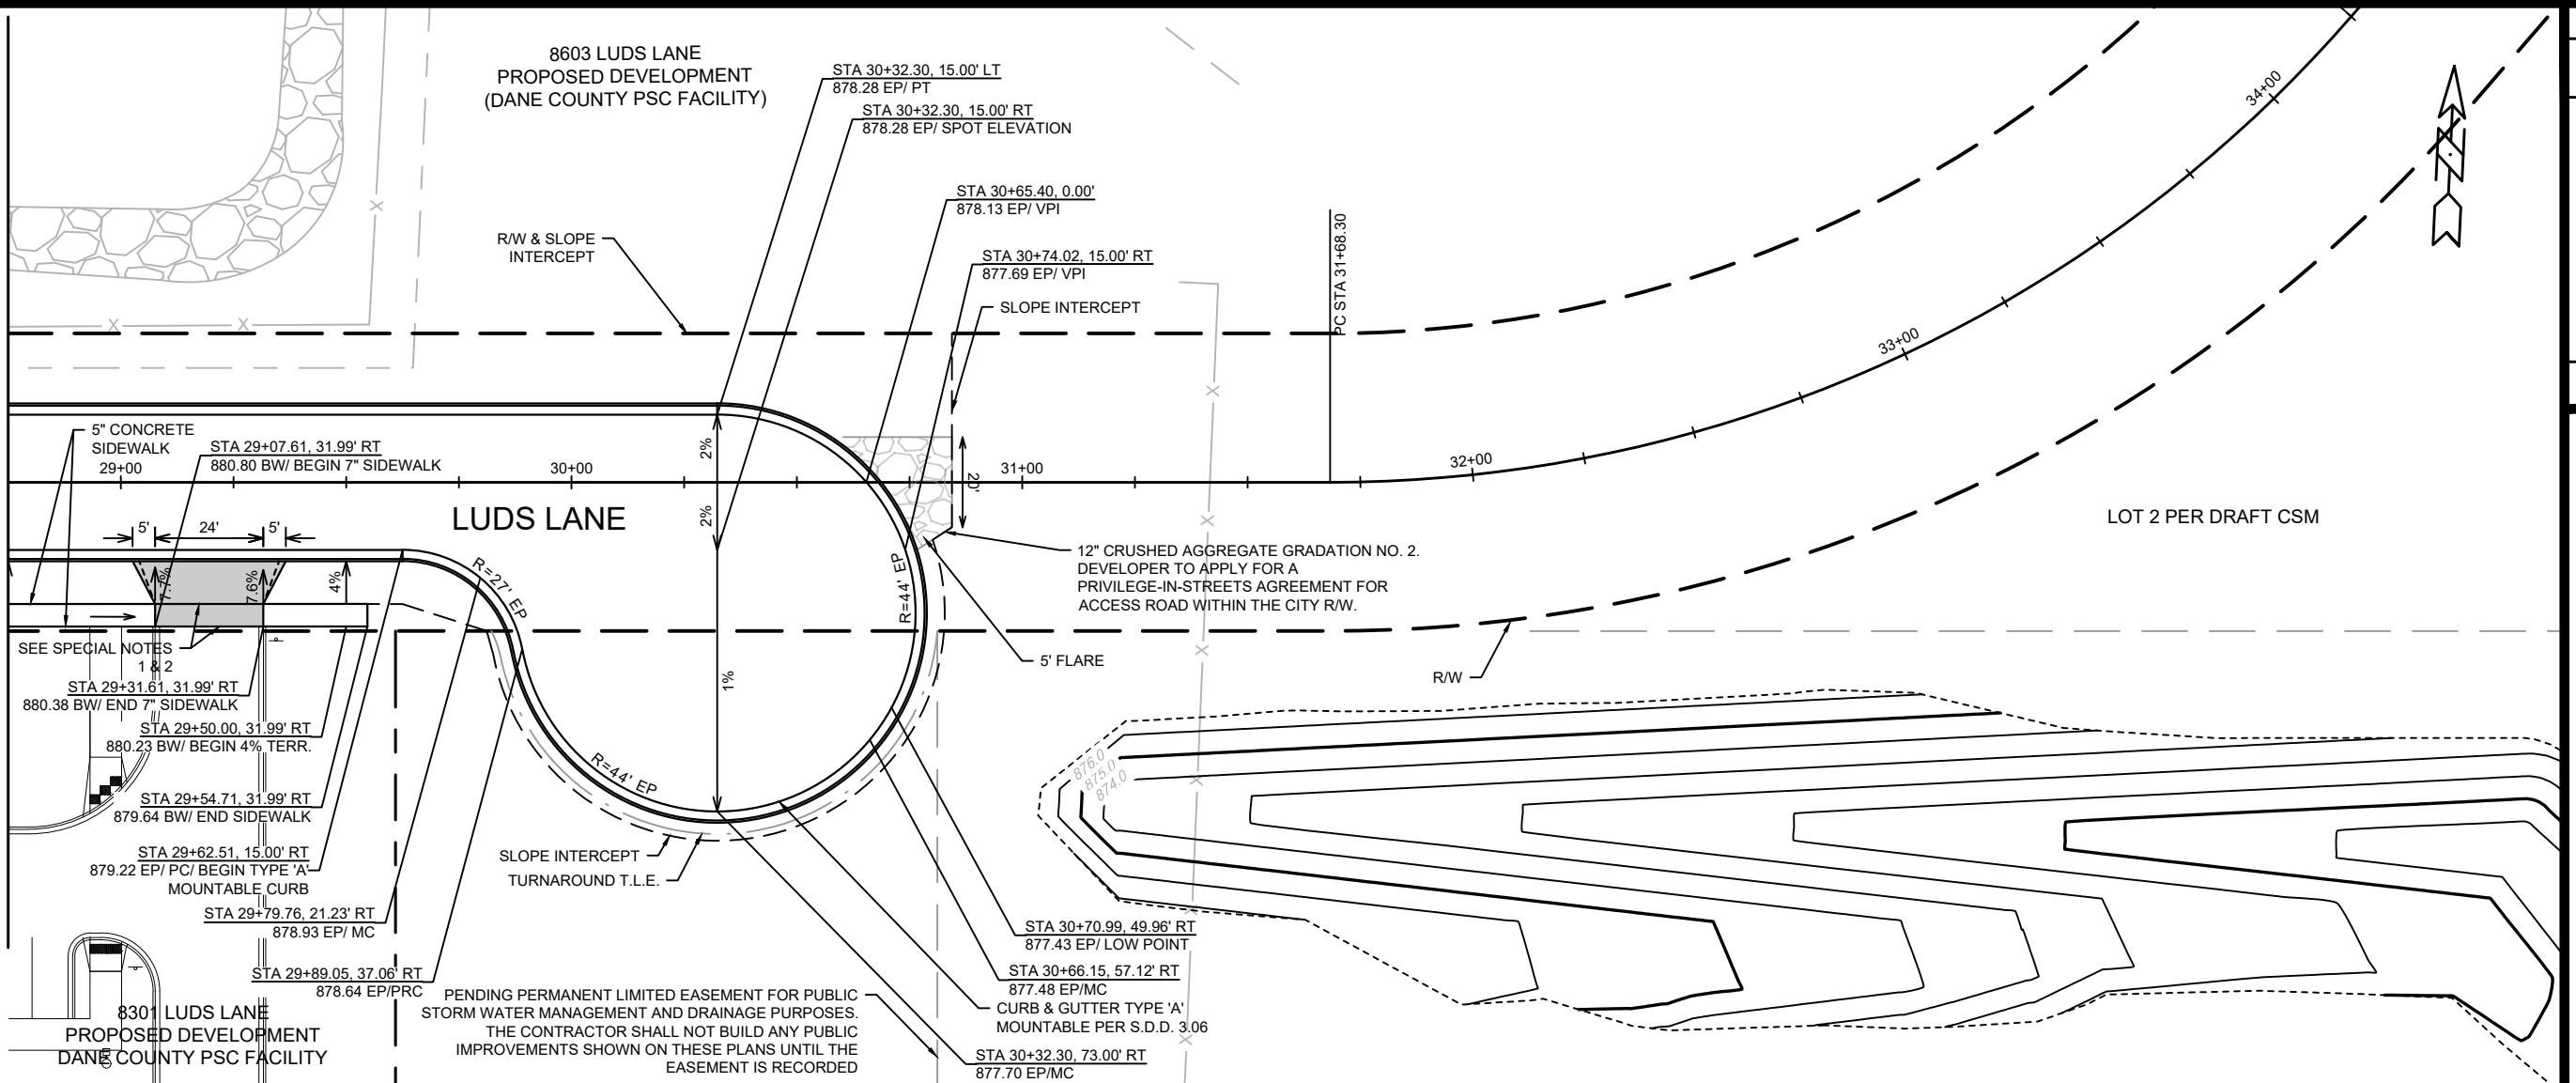 8603 LUDS LANE
PROPOSED DEVELOPMENT
(DANE COUNTY PSC FACILITY)
STA 30+32.30, 15.00' LT
878.28 EP/ PT
STA 30+32.30, 15.00' RT
878.28 EP/ SPOT ELEVATION
STA 30+65.40, 0.00'
878.13 EP/ VPI
STA 30+74.02, 15.00' RT
877.69 EP/ VPI
SLOPE INTERCEPT
R/W & SLOPE
INTERCEPT
PC STA 31+68.30
34+00
33+00
32+00
31+00
30+00
29+00
5" CONCRETE
SIDEWALK
STA 29+07.61, 31.99' RT
880.80 BW/ BEGIN 7" SIDEWALK
LUDS LANE
2%
2%
1%
20'
5'
24'
5'
7.7%
7.6%
4%
R=27' EP
R=44' EP
R=44' EP
LOT 2 PER DRAFT CSM
12" CRUSHED AGGREGATE GRADATION NO. 2.
DEVELOPER TO APPLY FOR A
PRIVILEGE-IN-STREETS AGREEMENT FOR
ACCESS ROAD WITHIN THE CITY R/W.
5' FLARE
R/W
SEE SPECIAL NOTES
1 & 2
STA 29+31.61, 31.99' RT
880.38 BW/ END 7" SIDEWALK
STA 29+50.00, 31.99' RT
880.23 BW/ BEGIN 4% TERR.
STA 29+54.71, 31.99' RT
879.64 BW/ END SIDEWALK
STA 29+62.51, 15.00' RT
879.22 EP/ PC/ BEGIN TYPE 'A'
MOUNTABLE CURB
STA 29+79.76, 21.23' RT
878.93 EP/ MC
STA 29+89.05, 37.06' RT
878.64 EP/PRC
SLOPE INTERCEPT
TURNAROUND T.L.E.
876.0
875.0
874.0
STA 30+70.99, 49.96' RT
877.43 EP/ LOW POINT
STA 30+66.15, 57.12' RT
877.48 EP/MC
CURB & GUTTER TYPE 'A'
MOUNTABLE PER S.D.D. 3.06
STA 30+32.30, 73.00' RT
877.70 EP/MC
PENDING PERMANENT LIMITED EASEMENT FOR PUBLIC
STORM WATER MANAGEMENT AND DRAINAGE PURPOSES.
THE CONTRACTOR SHALL NOT BUILD ANY PUBLIC
IMPROVEMENTS SHOWN ON THESE PLANS UNTIL THE
EASEMENT IS RECORDED
8301 LUDS LANE
PROPOSED DEVELOPMENT
DANE COUNTY PSC FACILITY